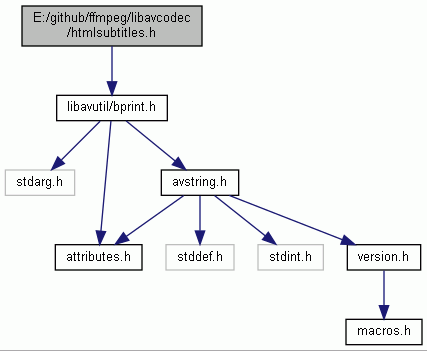 E:/github/ffmpeg/libavcodec
/htmlsubtitles.h
libavutil/bprint.h
stdarg.h
avstring.h
attributes.h
stddef.h
stdint.h
version.h
macros.h